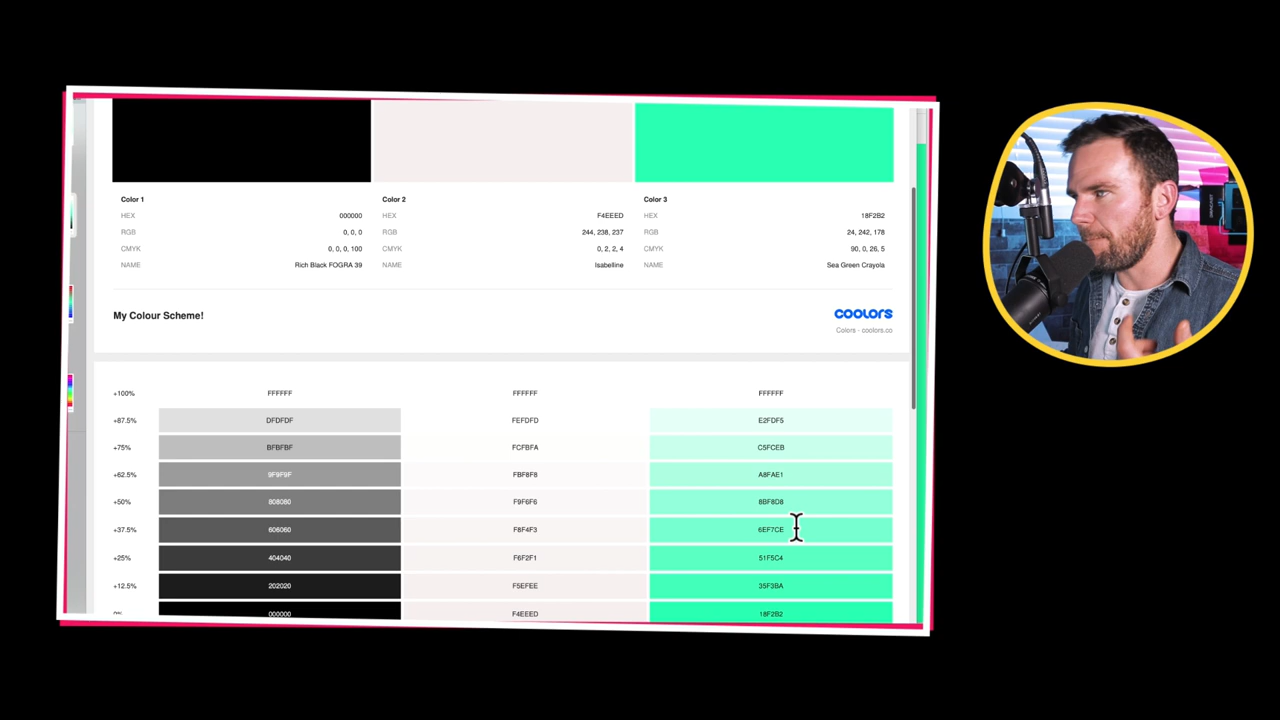 Color 1 Color 2 Color 3
HEX 000000 HEX F4EEED HEX 18F2B2
RGB 0, 0, 0 RGB 244, 238, 237 RGB 24, 242, 178
CMYK 0, 0, 0, 100 CMYK 0, 2, 2, 4 CMYK 90, 0, 26, 5
NAME Rich Black FOGRA 39 NAME Isabelline NAME Sea Green Crayola
My Colour Scheme! coolors
Colors - coolors.co
+100% FFFFFF FFFFFF FFFFFF
+87.5% DFDFDF FEFDFD E2FDF5
+75% BFBFBF FCFBFA C5FCEB
+62.5% 9F9F9F FBF8F8 A8FAE1
+50% 808080 F9F6F6 8BF8D8
+37.5% 606060 F8F4F3 6EF7CE
+25% 404040 F6F2F1 51F5C4
+12.5% 202020 F5EFEE 35F3BA
0% 000000 F4EEED 18F2B2